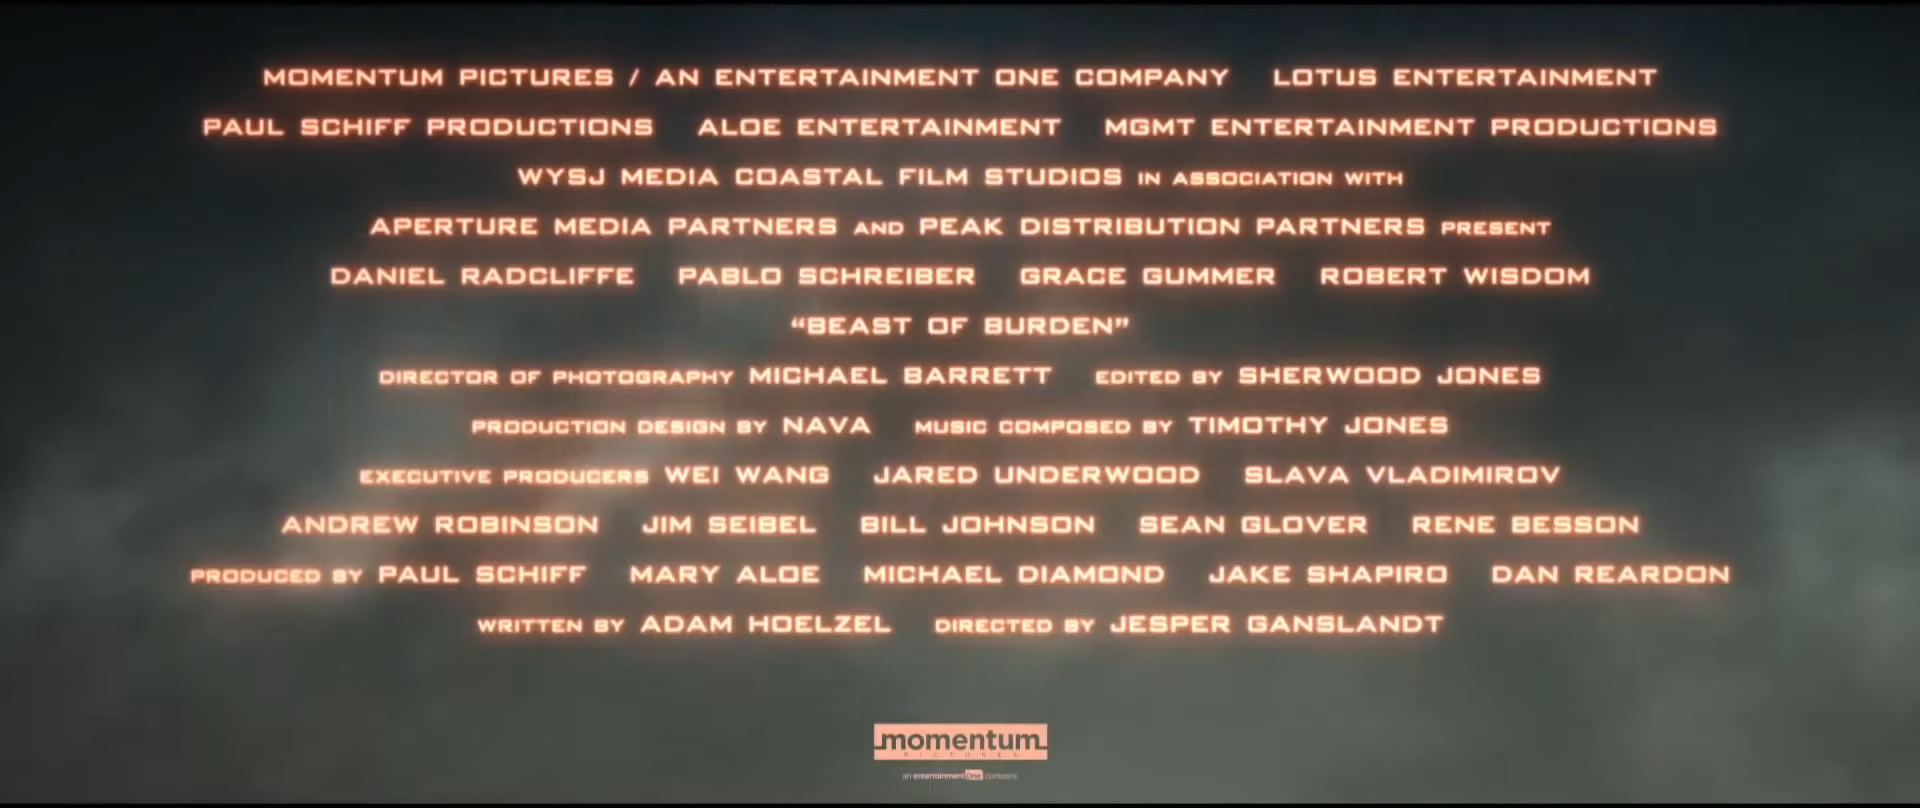 MOMENTUM PICTURES / AN ENTERTAINMENT ONE COMPANY LOTUS ENTERTAINMENT
PAUL SCHIFF PRODUCTIONS ALOE ENTERTAINMENT MGMT ENTERTAINMENT PRODUCTIONS
WYSJ MEDIA COASTAL FILM STUDIOS IN ASSOCIATION WITH
APERTURE MEDIA PARTNERS AND PEAK DISTRIBUTION PARTNERS PRESENT
DANIEL RADCLIFFE PABLO SCHREIBER GRACE GUMMER ROBERT WISDOM
“BEAST OF BURDEN”
DIRECTOR OF PHOTOGRAPHY MICHAEL BARRETT EDITED BY SHERWOOD JONES
PRODUCTION DESIGN BY NAVA MUSIC COMPOSED BY TIMOTHY JONES
EXECUTIVE PRODUCERS WEI WANG JARED UNDERWOOD SLAVA VLADIMIROV
ANDREW ROBINSON JIM SEIBEL BILL JOHNSON SEAN GLOVER RENE BESSON
PRODUCED BY PAUL SCHIFF MARY ALOE MICHAEL DIAMOND JAKE SHAPIRO DAN REARDON
WRITTEN BY ADAM HOELZEL DIRECTED BY JESPER GANSLANDT
momentum
PICTURES
an entertainment One company